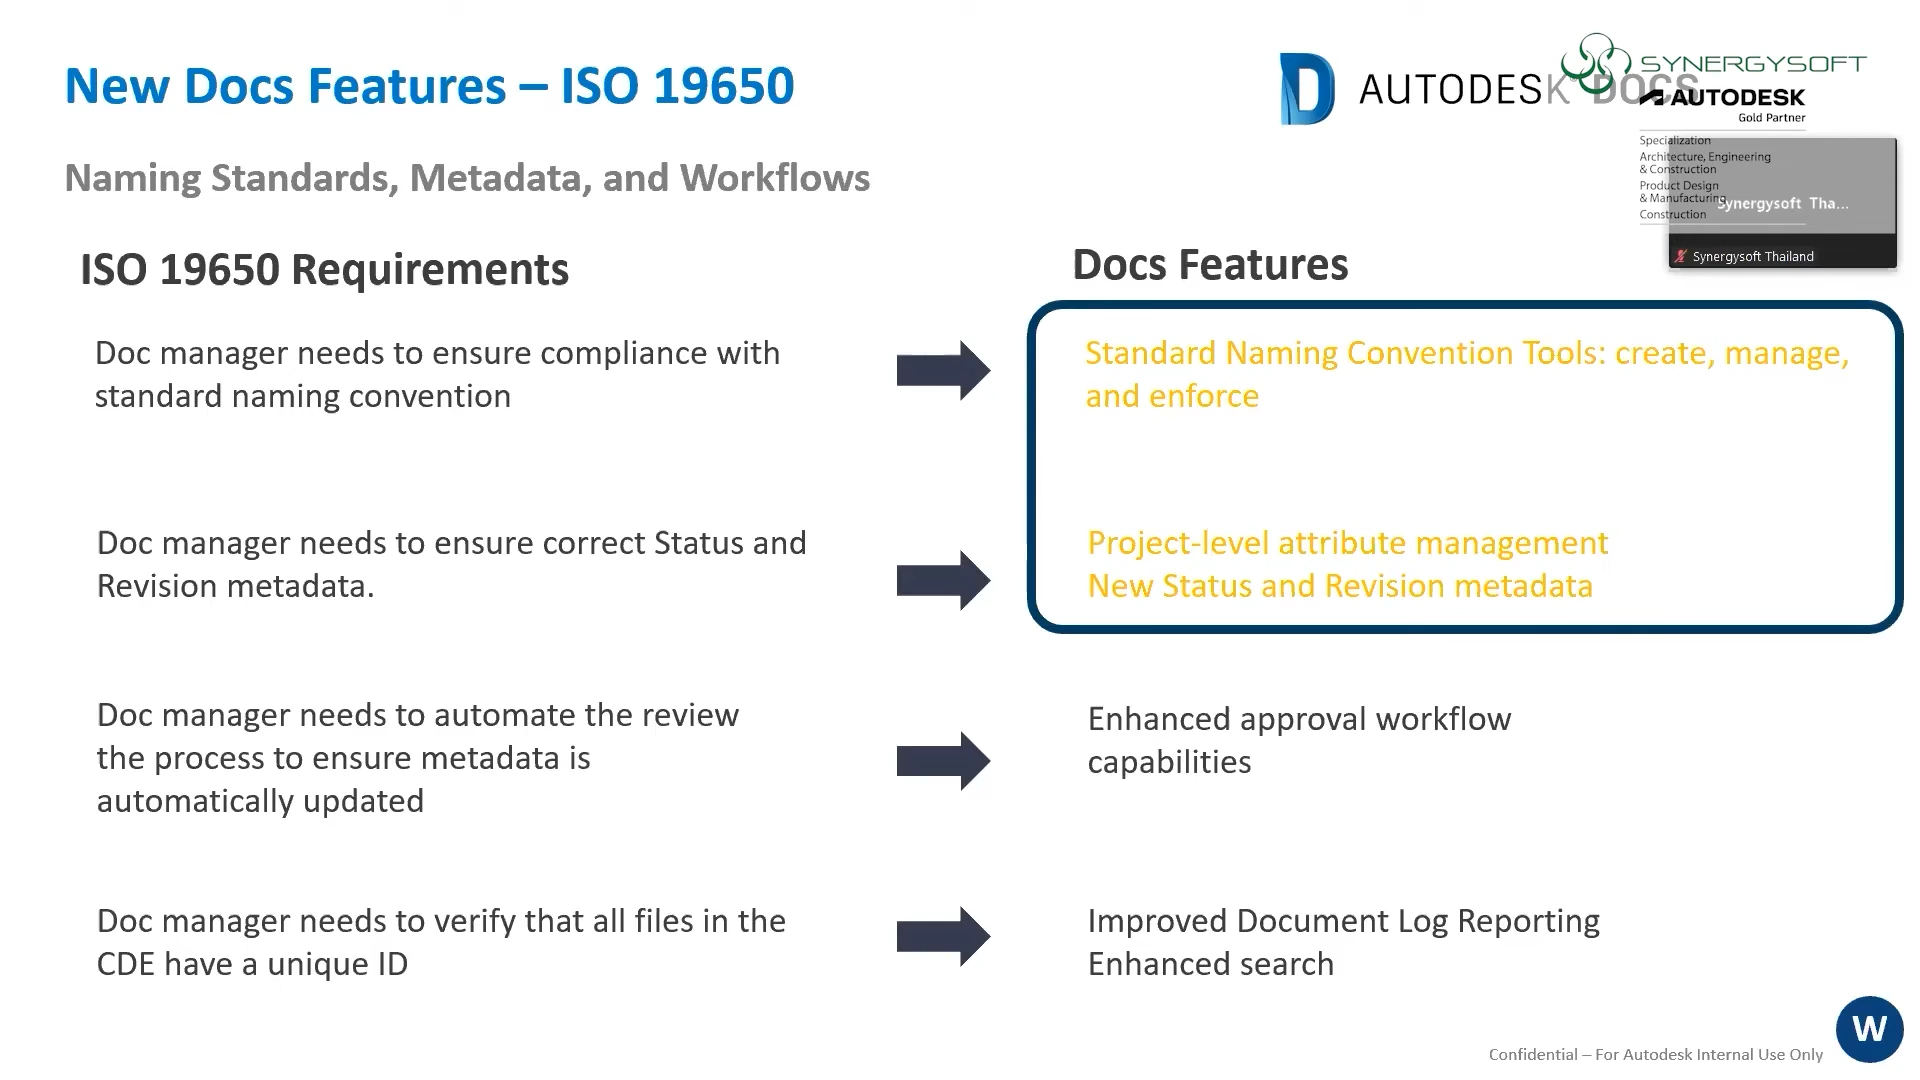 New Docs Features – ISO 19650
AUTODESK DOCS
SYNERGYSOFT
AUTODESK
Gold Partner
Specialization
Architecture, Engineering
& Construction
Product Design
& Manufacturing
Construction
Synergysoft Tha...
Synergysoft Thailand
Naming Standards, Metadata, and Workflows
ISO 19650 Requirements
Docs Features
Doc manager needs to ensure compliance with
standard naming convention
Standard Naming Convention Tools: create, manage,
and enforce
Doc manager needs to ensure correct Status and
Revision metadata.
Project-level attribute management
New Status and Revision metadata
Doc manager needs to automate the review
the process to ensure metadata is
automatically updated
Enhanced approval workflow
capabilities
Doc manager needs to verify that all files in the
CDE have a unique ID
Improved Document Log Reporting
Enhanced search
W
Confidential – For Autodesk Internal Use Only